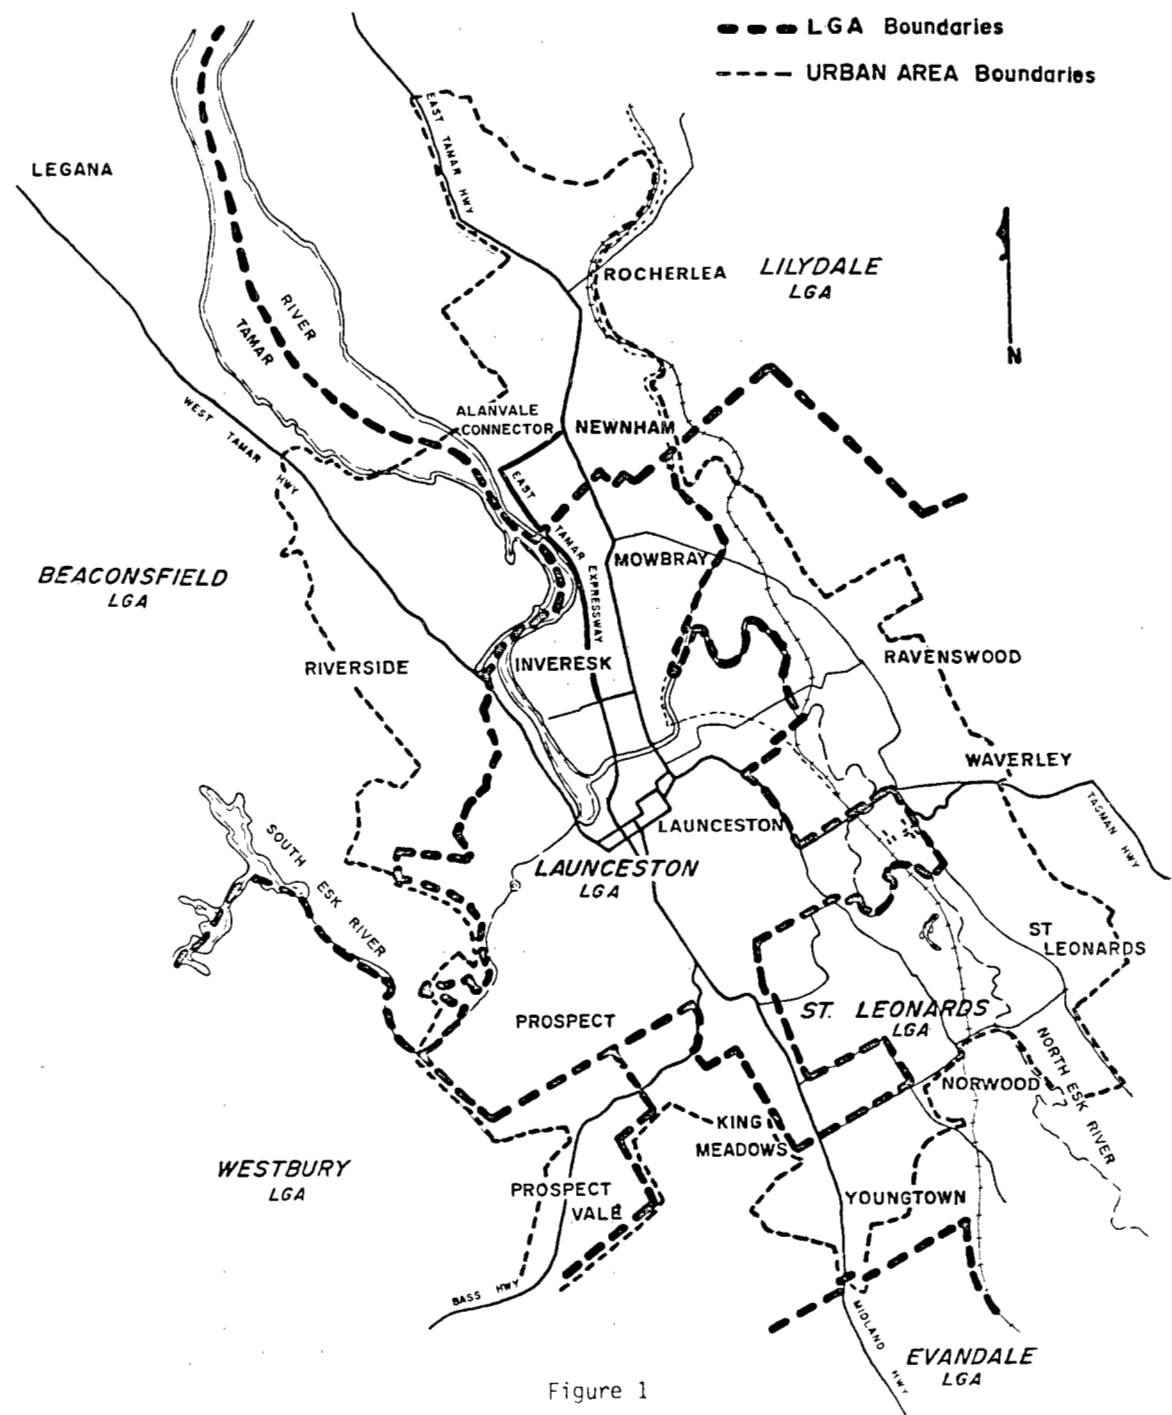 LGA Boundaries
URBAN AREA Boundaries
LEGANA
EAST TAMAR HWY
ROCHERLEA
LILYDALE
LGA
N
RIVER
TAMAR
WEST TAMAR HWY
ALANVALE
CONNECTOR
NEWNHAM
EAST TAMAR EXPRESSWAY
MOWBRAY
BEACONSFIELD
LGA
RIVERSIDE
INVERESK
RAVENSWOOD
WAVERLEY
TASMAN HWY
LAUNCESTON
SOUTH ESK RIVER
LAUNCESTON
LGA
ST
LEONARDS
PROSPECT
ST. LEONARDS
LGA
NORTH ESK RIVER
NORWOOD
KING
MEADOWS
WESTBURY
LGA
PROSPECT
VALE
YOUNGTOWN
BASS HWY
MIDLAND HWY
EVANDALE
LGA
Figure 1